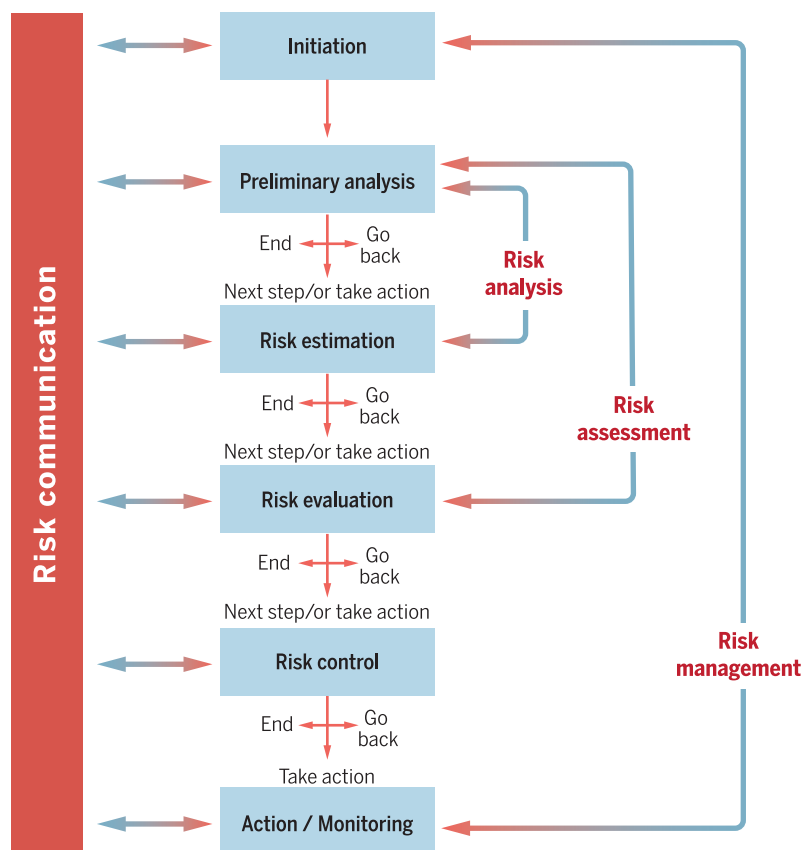 Risk communication
Initiation
Preliminary analysis
End
Go
back
Next step/or take action
Risk
analysis
Risk estimation
End
Go
back
Risk
assessment
Next step/or take action
Risk evaluation
End
Go
back
Next step/or take action
Risk control
Risk
management
End
Go
back
Take action
Action / Monitoring